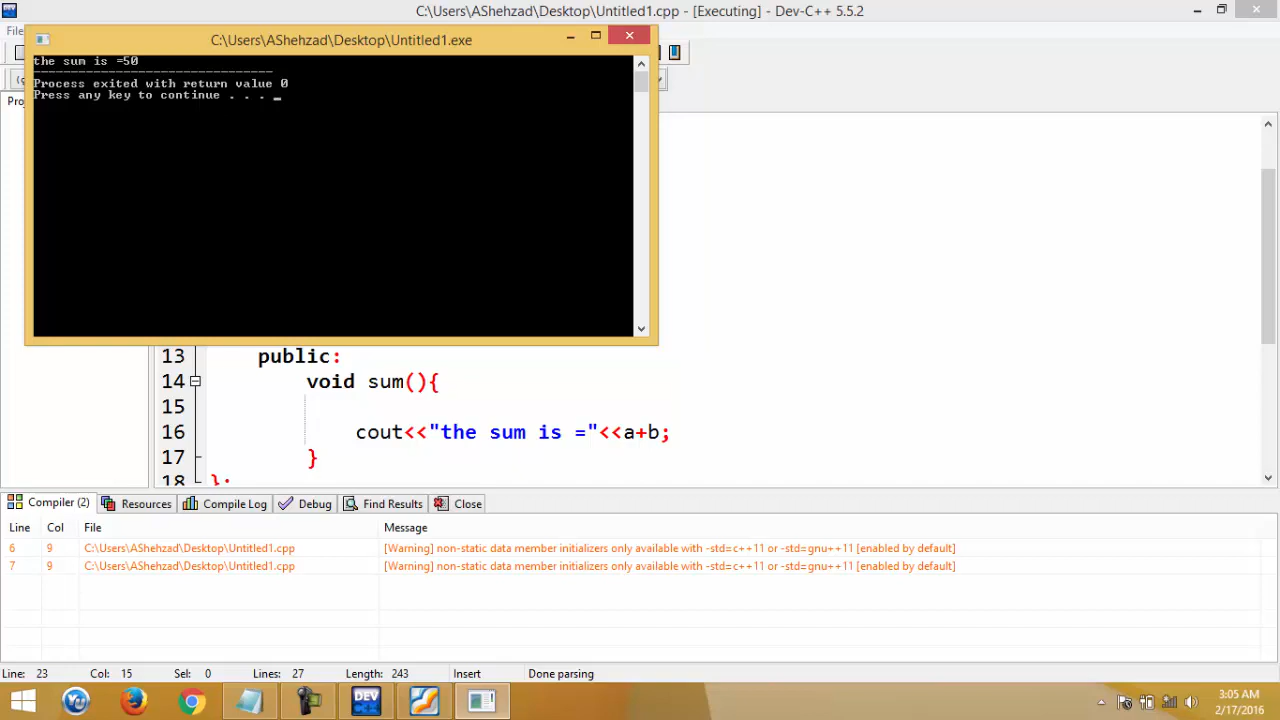 C:\Users\AShehzad\Desktop\Untitled1.cpp - [Executing] - Dev-C++ 5.5.2
File
C:\Users\AShehzad\Desktop\Untitled1.exe
the sum is =50
--------------------------------
Process exited with return value 0
Press any key to continue . . . _
13 public:
14 void sum(){
15
16 cout<<"the sum is ="<<a+b;
17 }
18 };
Compiler (2) Resources Compiler Log Debug Find Results Close
Line Col File Message
6 9 C:\Users\AShehzad\Desktop\Untitled1.cpp [Warning] non-static data member initializers only available with -std=c++11 or -std=gnu++11 [enabled by default]
7 9 C:\Users\AShehzad\Desktop\Untitled1.cpp [Warning] non-static data member initializers only available with -std=c++11 or -std=gnu++11 [enabled by default]
Line: 23 Col: 15 Sel: 0 Lines: 27 Length: 243 Insert Done parsing
DEV
3:05 AM
2/17/2016